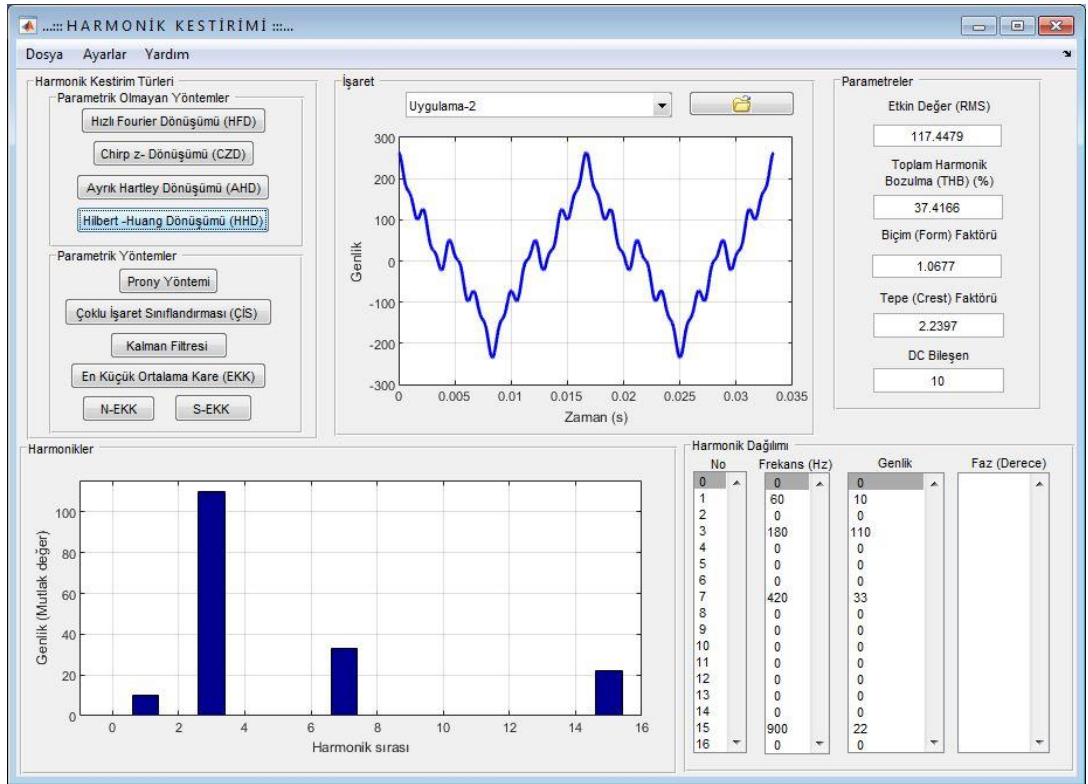 ...::: HARMONİK KESTİRİMİ :::...
Dosya Ayarlar Yardım
Harmonik Kestirim Türleri
Parametrik Olmayan Yöntemler
Hızlı Fourier Dönüşümü (HFD)
Chirp z- Dönüşümü (CZD)
Ayrık Hartley Dönüşümü (AHD)
Hilbert -Huang Dönüşümü (HHD)
Parametrik Yöntemler
Prony Yöntemi
Çoklu İşaret Sınıflandırması (ÇİS)
Kalman Filtresi
En Küçük Ortalama Kare (EKK)
N-EKK S-EKK
İşaret
Uygulama-2
300
200
100
0
-100
-200
-300
Genlik
0 0.005 0.01 0.015 0.02 0.025 0.03 0.035
Zaman (s)
Parametreler
Etkin Değer (RMS)
117.4479
Toplam Harmonik
Bozulma (THB) (%)
37.4166
Biçim (Form) Faktörü
1.0677
Tepe (Crest) Faktörü
2.2397
DC Bileşen
10
Harmonikler
100
80
60
40
20
0
Genlik (Mutlak değer)
0 2 4 6 8 10 12 14 16
Harmonik sırası
Harmonik Dağılımı
No Frekans (Hz) Genlik Faz (Derece)
0 0 0
1 60 10
2 0 0
3 180 110
4 0 0
5 0 0
6 0 0
7 420 33
8 0 0
9 0 0
10 0 0
11 0 0
12 0 0
13 0 0
14 0 0
15 900 22
16 0 0